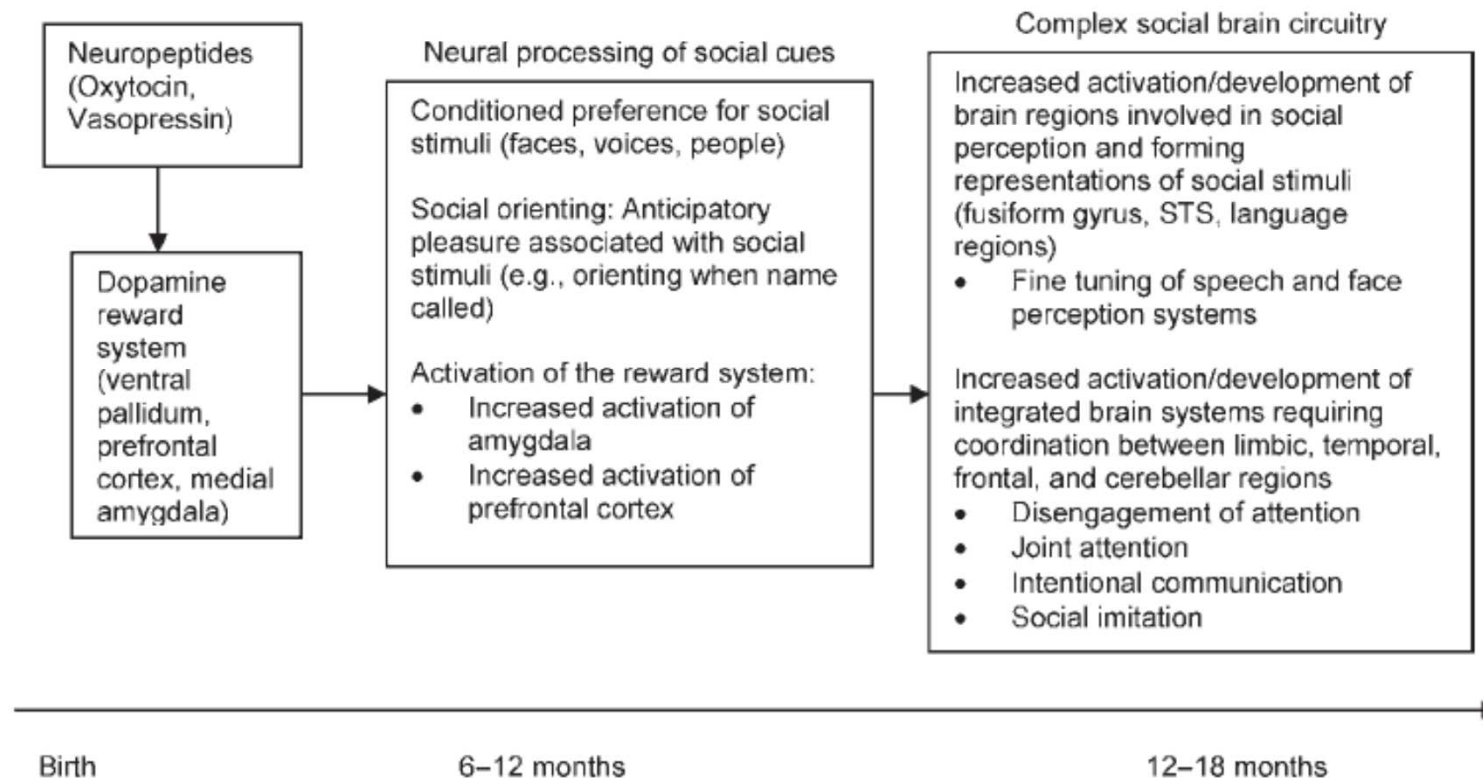 Neuropeptides
(Oxytocin,
Vasopressin)
Dopamine
reward
system
(ventral
pallidum,
prefrontal
cortex, medial
amygdala)
Neural processing of social cues
Conditioned preference for social
stimuli (faces, voices, people)
Social orienting: Anticipatory
pleasure associated with social
stimuli (e.g., orienting when name
called)
Activation of the reward system:
• Increased activation of
amygdala
• Increased activation of
prefrontal cortex
Complex social brain circuitry
Increased activation/development of
brain regions involved in social
perception and forming
representations of social stimuli
(fusiform gyrus, STS, language
regions)
• Fine tuning of speech and face
perception systems
Increased activation/development of
integrated brain systems requiring
coordination between limbic, temporal,
frontal, and cerebellar regions
• Disengagement of attention
• Joint attention
• Intentional communication
• Social imitation
Birth
6–12 months
12–18 months